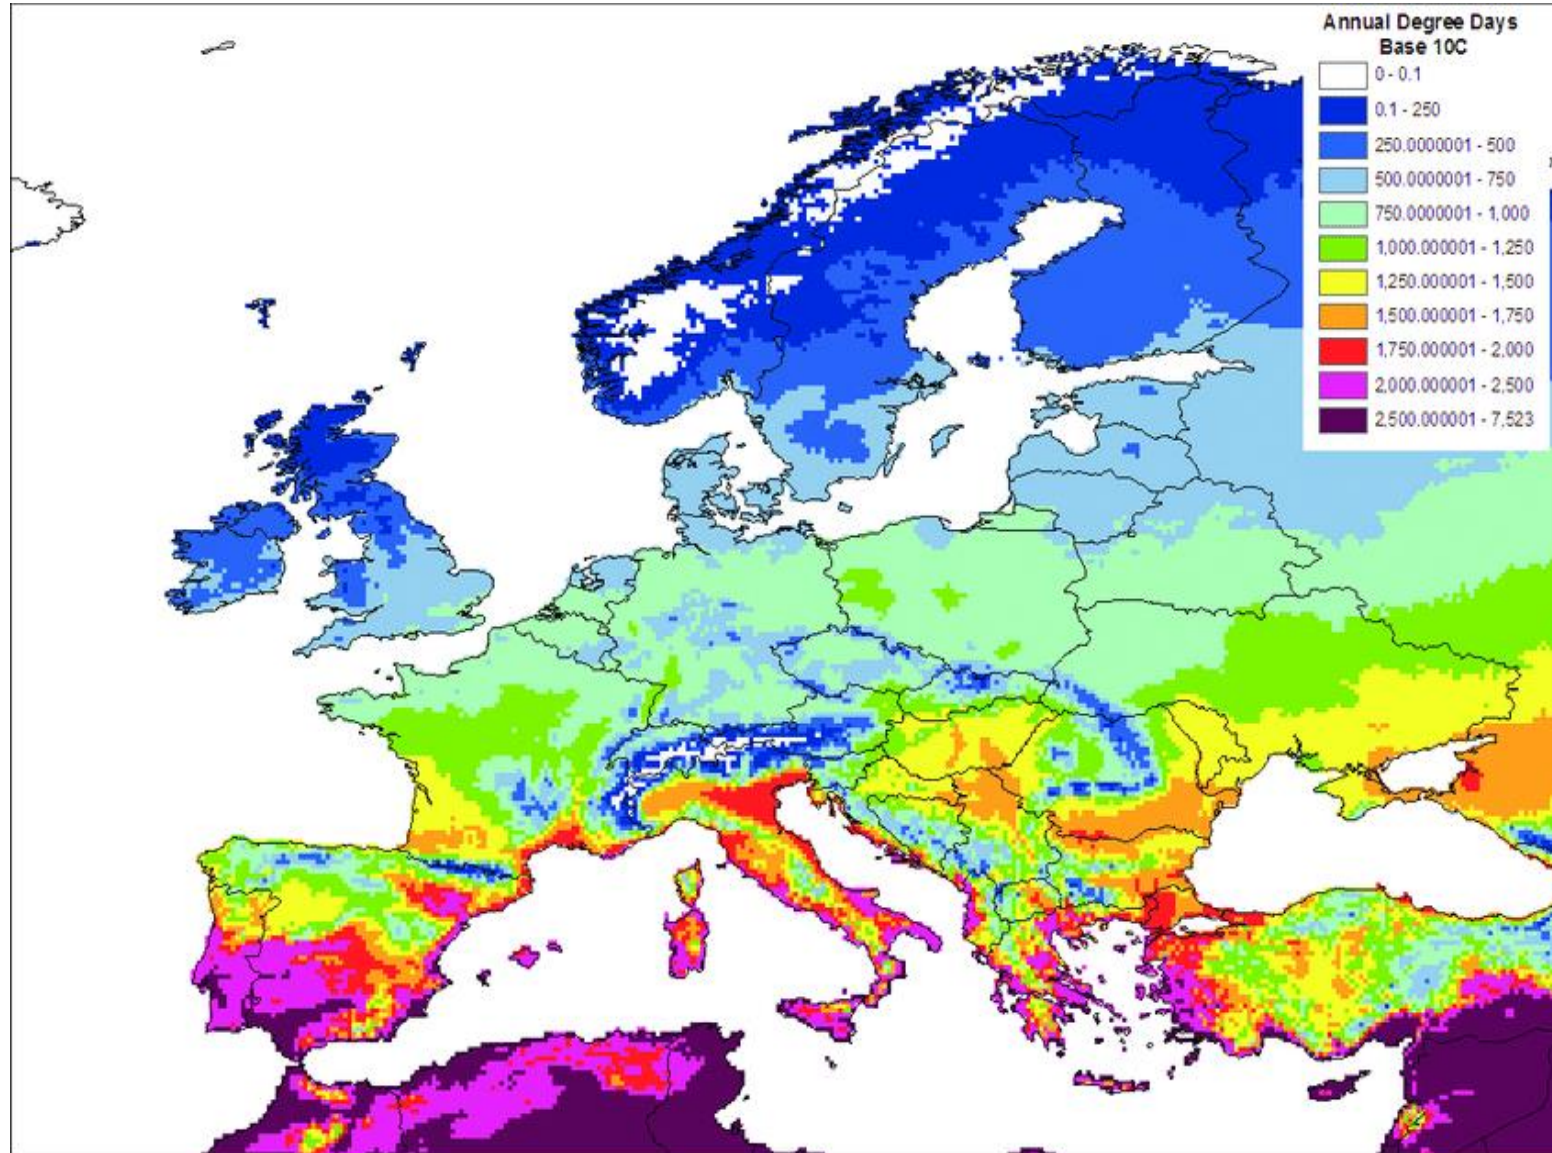 Annual Degree Days
Base 10C
0 - 0.1
0.1 - 250
250.0000001 - 500
500.0000001 - 750
750.0000001 - 1,000
1,000.000001 - 1,250
1,250.000001 - 1,500
1,500.000001 - 1,750
1,750.000001 - 2,000
2,000.000001 - 2,500
2,500.000001 - 7,523